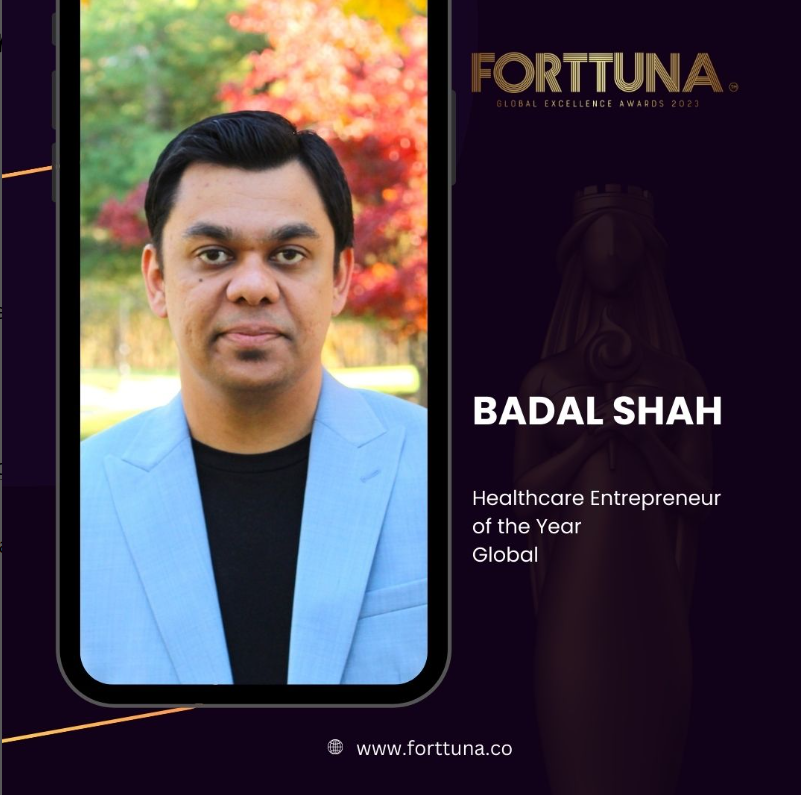 FORTTUNA
GLOBAL EXCELLENCE AWARDS 2023
BADAL SHAH
Healthcare Entrepreneur
of the Year
Global
www.forttuna.co